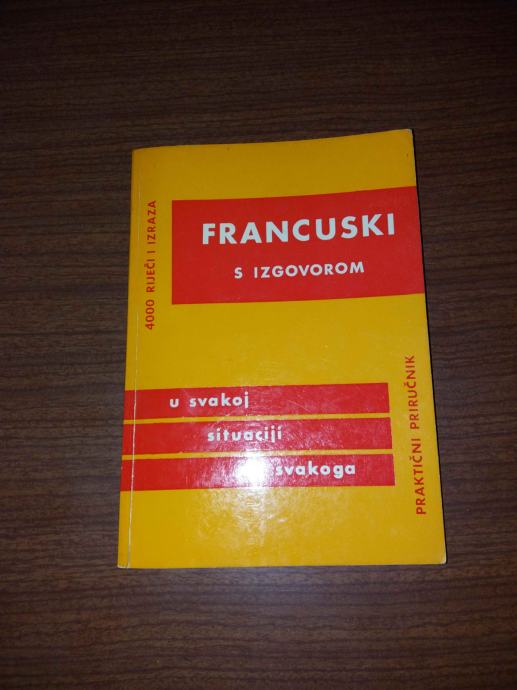 FRANCUSKI
S IZGOVOROM
4000 RIJEČI I IZRAZA
u svakoj
situaciji
svakoga
PRAKTIČNI PRIRUČNIK